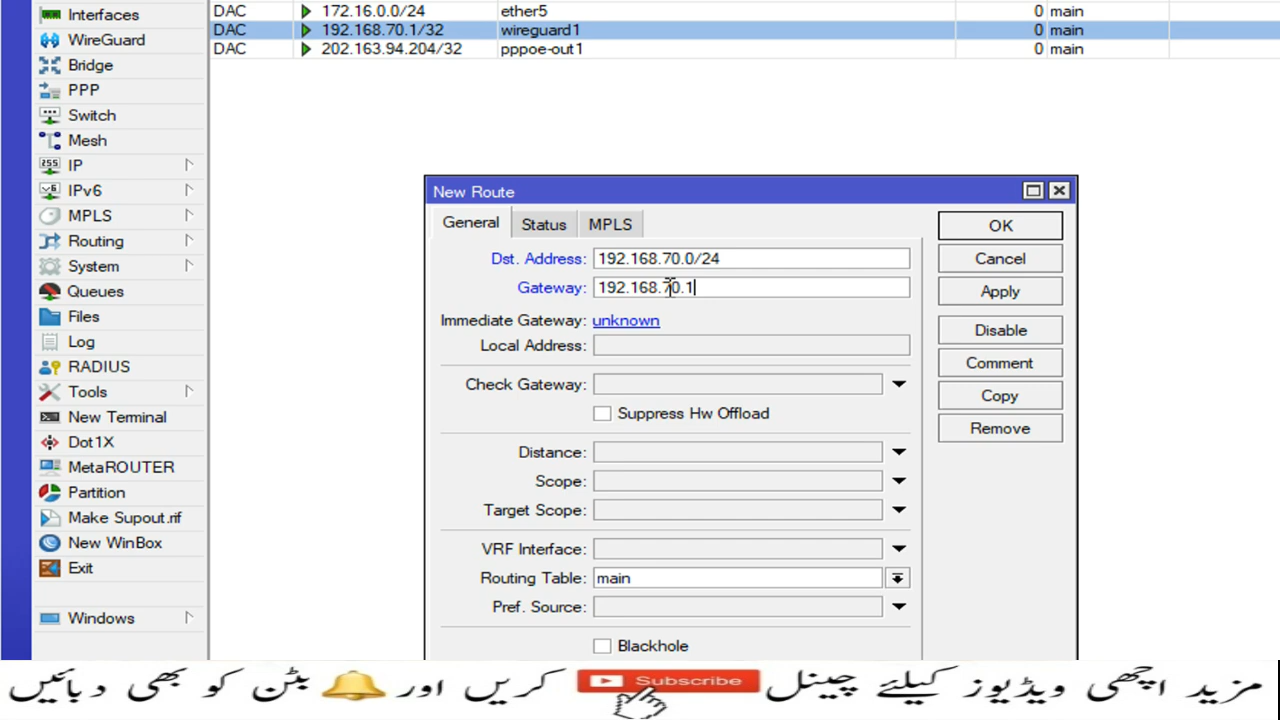 DAC 172.16.0.0/24 ether5 0 main
DAC 192.168.70.1/32 wireguard1 0 main
DAC 202.163.94.204/32 pppoe-out1 0 main
Interfaces
WireGuard
Bridge
PPP
Switch
Mesh
255 IP
v6 IPv6
MPLS
Routing
System
Queues
Files
Log
RADIUS
Tools
New Terminal
Dot1X
MetaROUTER
Partition
Make Supout.rif
New WinBox
Exit
Windows
New Route
General Status MPLS
Dst. Address: 192.168.70.0/24
Gateway: 192.168.70.1
Immediate Gateway: unknown
Local Address:
Check Gateway:
Suppress Hw Offload
Distance:
Scope:
Target Scope:
VRF Interface:
Routing Table: main
Pref. Source:
Blackhole
OK
Cancel
Apply
Disable
Comment
Copy
Remove
مزید اچھی ویڈیوز کیلئے چینل Subscribe کریں اور بٹن کو بھی دبائیں